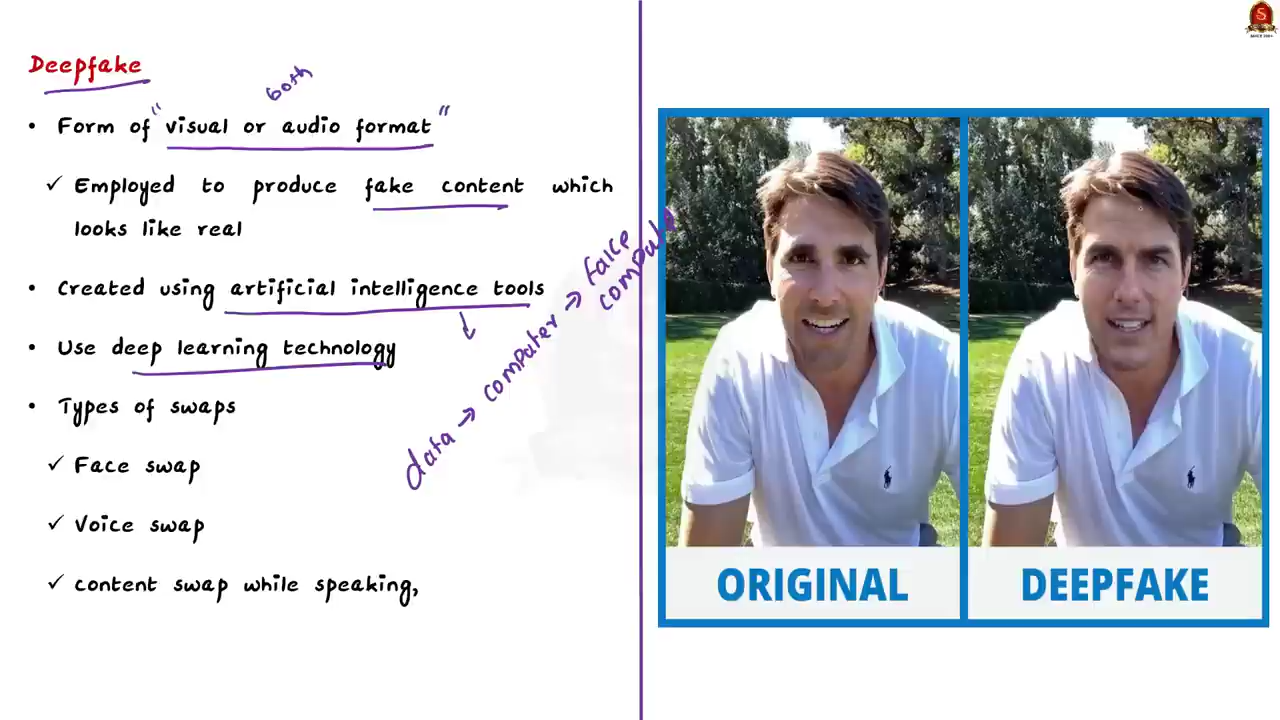 Deepfake
both
• Form of "visual or audio format"
✓ Employed to produce fake content which
looks like real
• Created using artificial intelligence tools
• Use deep learning technology
data → computer → fake
compute
• Types of swaps
✓ Face swap
✓ Voice swap
✓ content swap while speaking,
ORIGINAL
DEEPFAKE